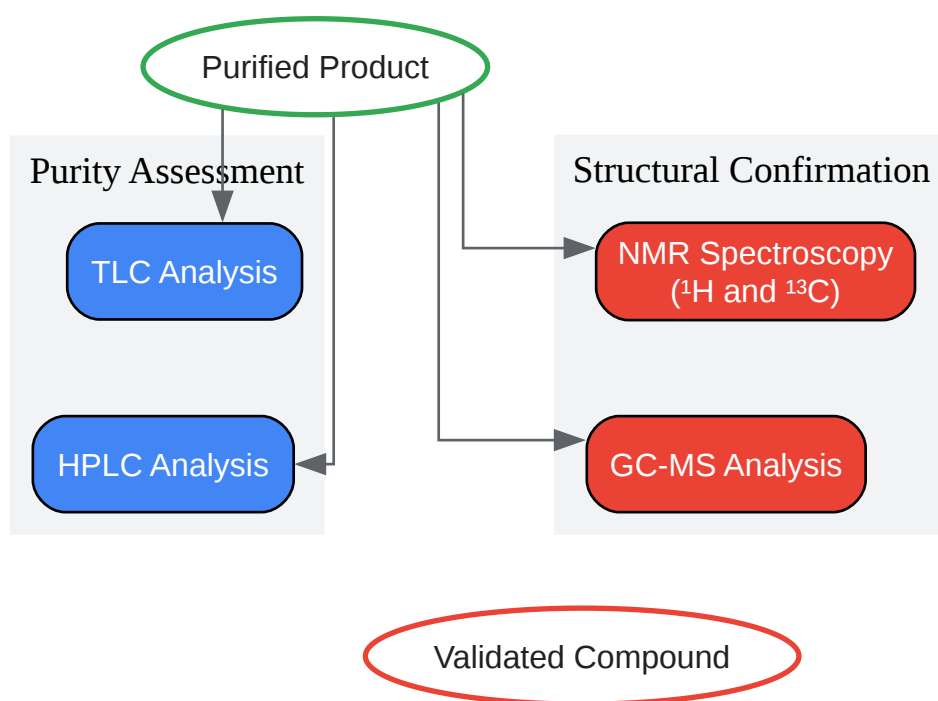 Purified Product
Purity Assessment
Structural Confirmation
TLC Analysis
NMR Spectroscopy
(¹H and ¹³C)
HPLC Analysis
GC-MS Analysis
Validated Compound